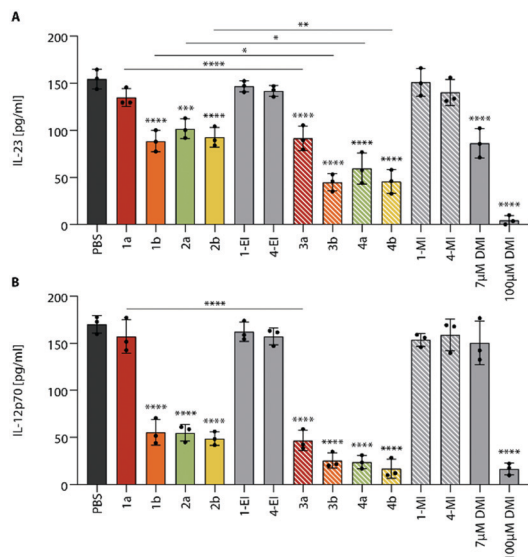 A
**
*
*
****
IL-23 [pg/ml]
200
150
100
50
0
**** *** **** **** **** **** **** **** ****
PBS 1a 1b 2a 2b 1-EI 4-EI 3a 3b 4a 4b 1-MI 4-MI 7µM DMI 100µM DMI
B
****
IL-12p70 [pg/ml]
200
150
100
50
0
**** **** **** **** **** **** **** ****
PBS 1a 1b 2a 2b 1-EI 4-EI 3a 3b 4a 4b 1-MI 4-MI 7µM DMI 100µM DMI